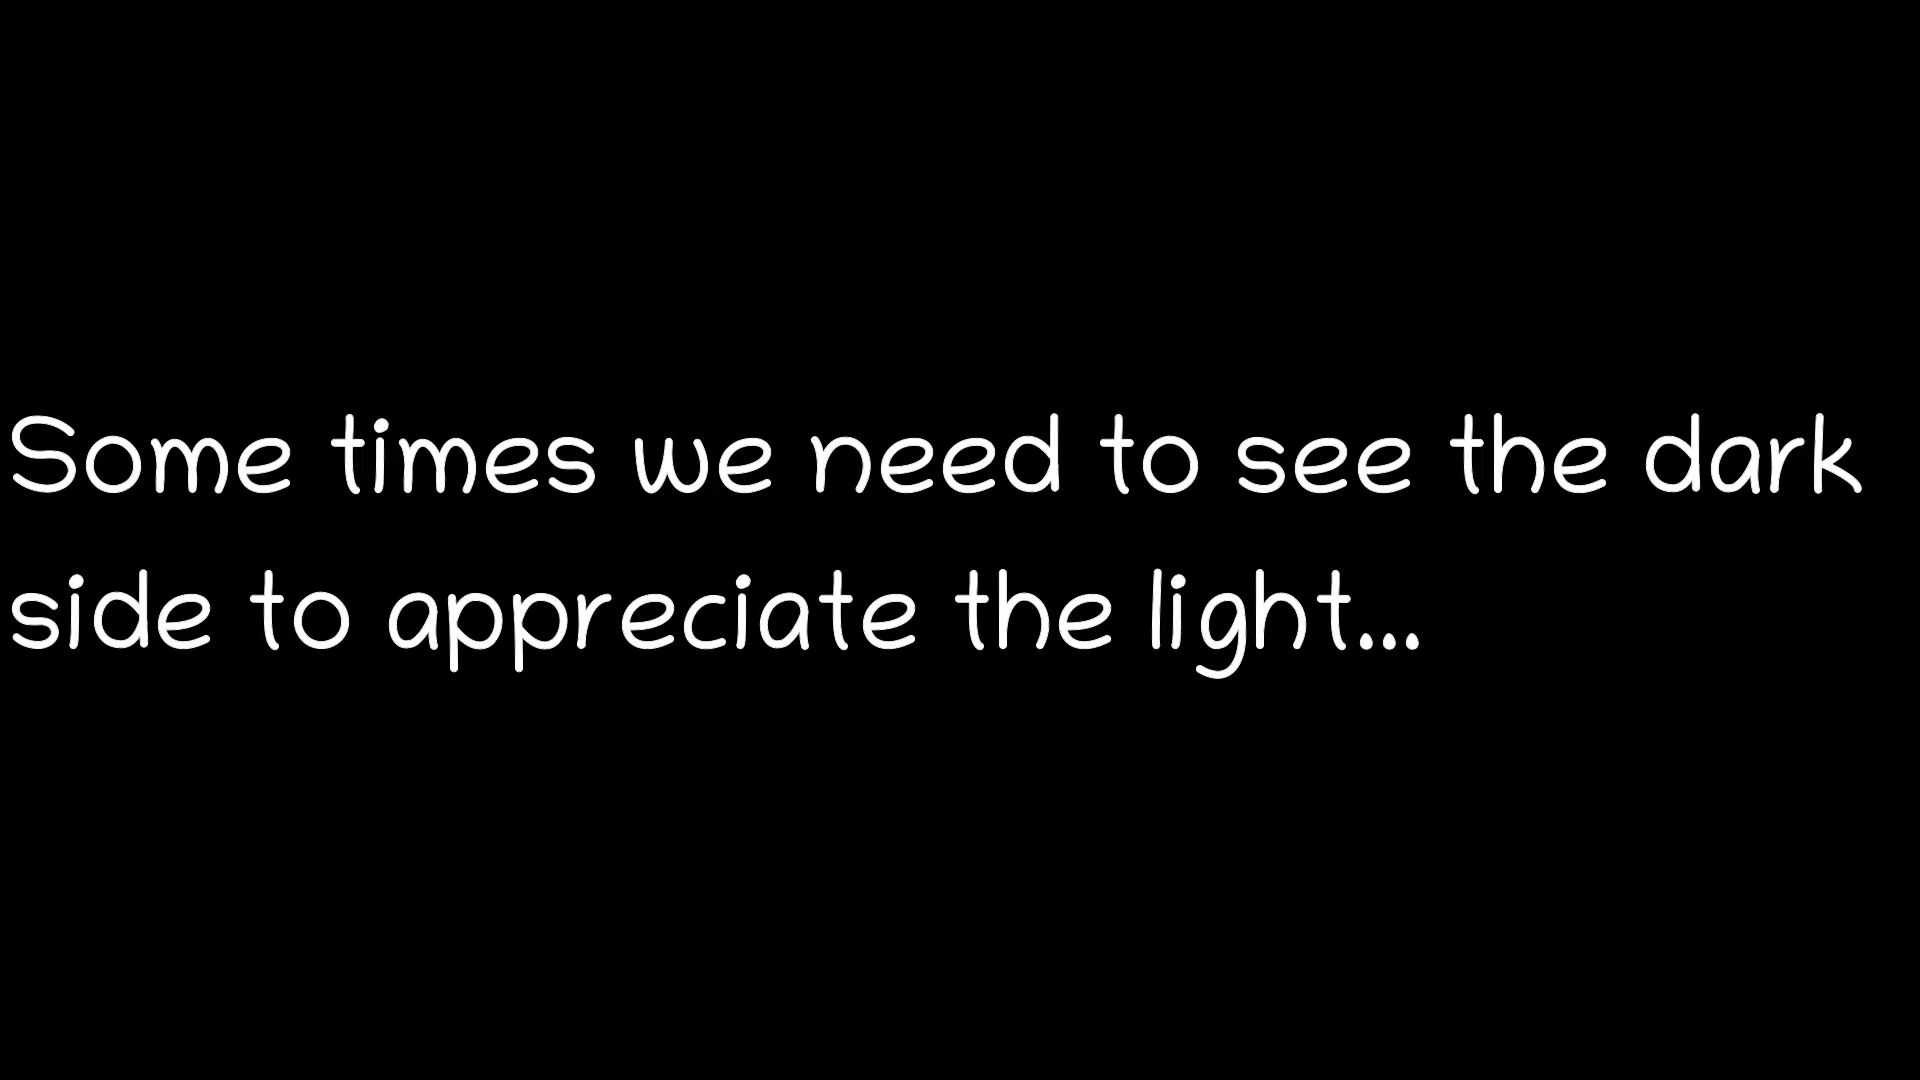 Some times we need to see the dark
side to appreciate the light...